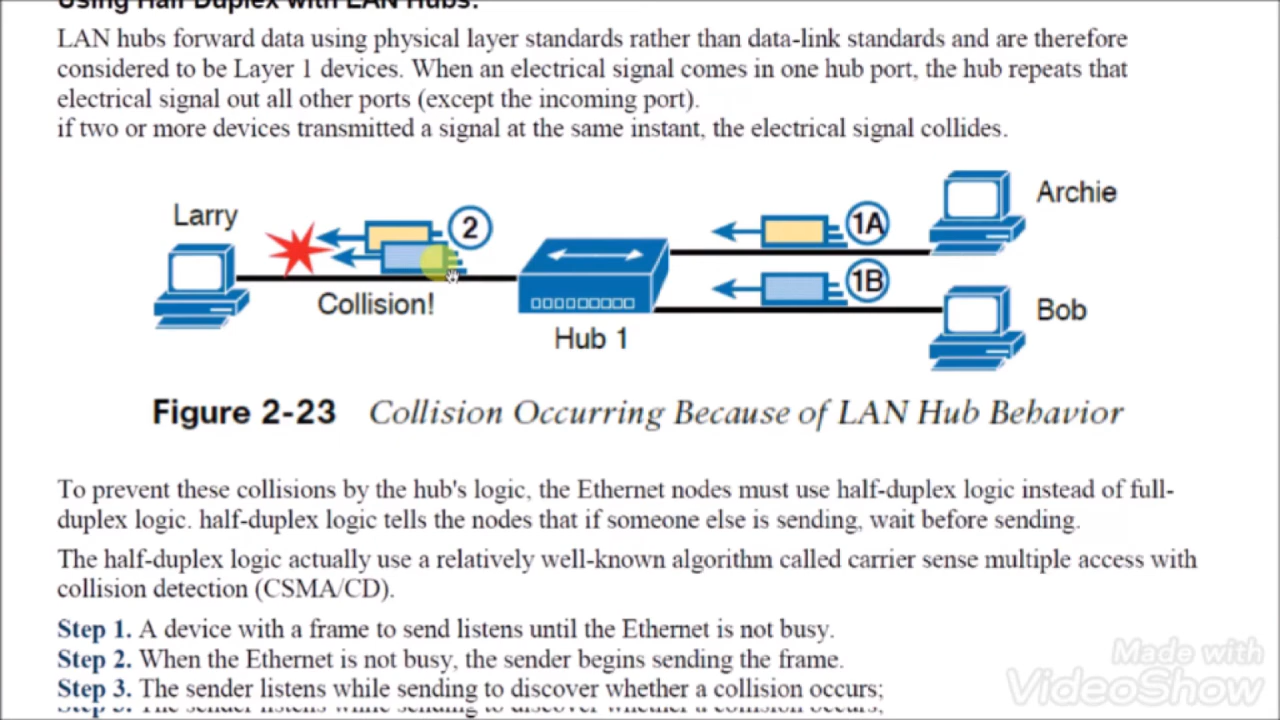 Using Half Duplex with LAN Hubs:
LAN hubs forward data using physical layer standards rather than data-link standards and are therefore
considered to be Layer 1 devices. When an electrical signal comes in one hub port, the hub repeats that
electrical signal out all other ports (except the incoming port).
if two or more devices transmitted a signal at the same instant, the electrical signal collides.
Archie
Larry
2
1A
1B
Collision!
Bob
Hub 1
Figure 2-23 Collision Occurring Because of LAN Hub Behavior
To prevent these collisions by the hub's logic, the Ethernet nodes must use half-duplex logic instead of full-
duplex logic. half-duplex logic tells the nodes that if someone else is sending, wait before sending.
The half-duplex logic actually use a relatively well-known algorithm called carrier sense multiple access with
collision detection (CSMA/CD).
Step 1. A device with a frame to send listens until the Ethernet is not busy.
Step 2. When the Ethernet is not busy, the sender begins sending the frame.
Step 3. The sender listens while sending to discover whether a collision occurs;
Made with
VideoShow